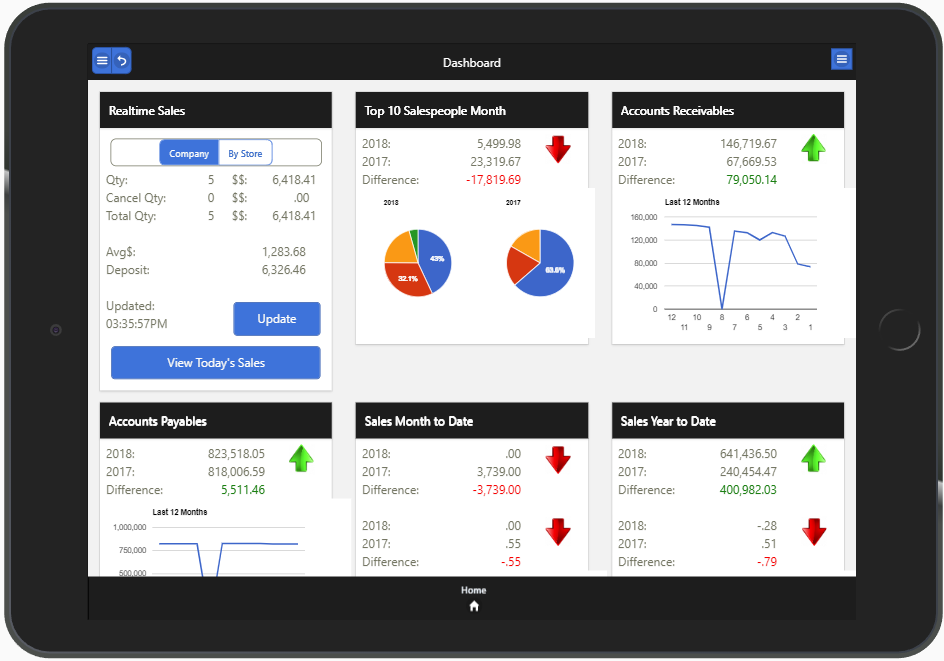 Dashboard
Realtime Sales
Company By Store
Qty: 5 $$: 6,418.41
Cancel Qty: 0 $$: .00
Total Qty: 5 $$: 6,418.41
Avg$: 1,283.68
Deposit: 6,326.46
Updated:
03:35:57PM
Update
View Today's Sales
Top 10 Salespeople Month
2018: 5,499.98
2017: 23,319.67
Difference: -17,819.69
2018 2017
43%
32.1%
63.8%
Accounts Receivables
2018: 146,719.67
2017: 67,669.53
Difference: 79,050.14
Last 12 Months
160,000
120,000
80,000
40,000
0
12 10 8 6 4 2
11 9 7 5 3 1
Accounts Payables
2018: 823,518.05
2017: 818,006.59
Difference: 5,511.46
Last 12 Months
1,000,000
750,000
500,000
Sales Month to Date
2018: .00
2017: 3,739.00
Difference: -3,739.00
2018: .00
2017: .55
Difference: -.55
Sales Year to Date
2018: 641,436.50
2017: 240,454.47
Difference: 400,982.03
2018: -.28
2017: .51
Difference: -.79
Home